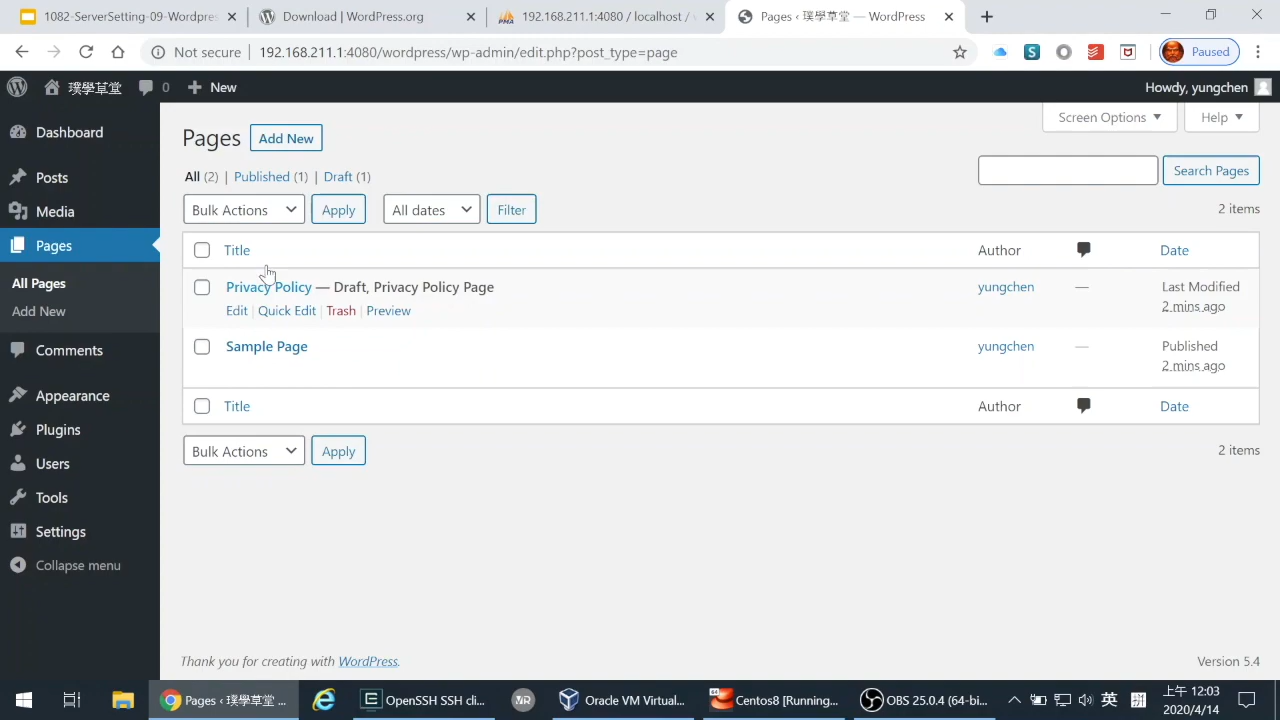 1082-ServerSetting-09-Wordpres
Download | WordPress.org
192.168.211.1:4080 / localhost /
Pages ‹ 璞學草堂 — WordPress
Not secure
192.168.211.1:4080/wordpress/wp-admin/edit.php?post_type=page
Paused
璞學草堂
0
New
Howdy, yungchen
Dashboard
Posts
Media
Pages
All Pages
Add New
Comments
Appearance
Plugins
Users
Tools
Settings
Collapse menu
Pages
Add New
Screen Options
Help
All (2) | Published (1) | Draft (1)
Search Pages
Bulk Actions
Apply
All dates
Filter
2 items
Title
Author
Date
Privacy Policy — Draft, Privacy Policy Page
Edit | Quick Edit | Trash | Preview
yungchen
—
Last Modified
2 mins ago
Sample Page
yungchen
—
Published
2 mins ago
Title
Author
Date
Bulk Actions
Apply
2 items
Thank you for creating with WordPress.
Version 5.4
Pages ‹ 璞學草堂 ...
OpenSSH SSH cli...
Oracle VM Virtual...
Centos8 [Running...
OBS 25.0.4 (64-bi...
英
上午 12:03
2020/4/14